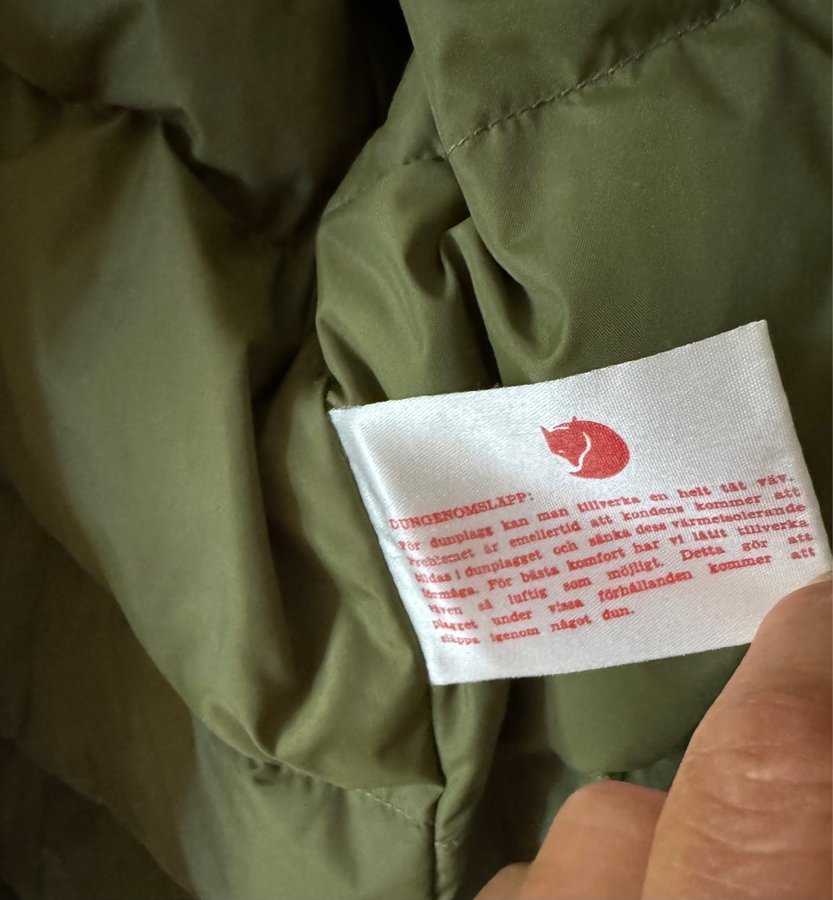 DUNGENOMSLÄPP:
För dunplagg kan man tillverka en helt tät väv.
Problemet är emellertid att kondens kommer att
bildas i dunplagget och sänka dess värmeisolerande
förmåga. För bästa komfort har vi låtit tillverka
väven så luftig som möjligt. Detta gör att
plagget under vissa förhållanden kommer att
släppa igenom något dun.